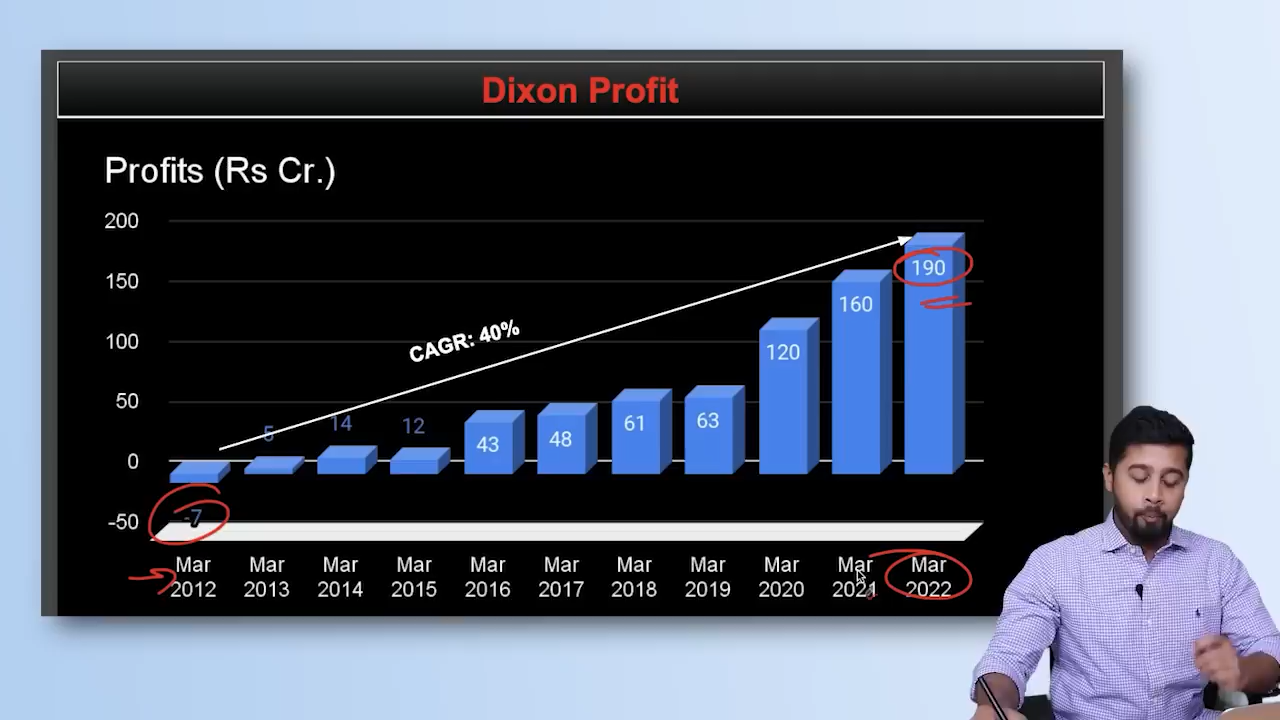 Dixon Profit
Profits (Rs Cr.)
200
150
100
50
0
-50
CAGR: 40%
-7
5
14
12
43
48
61
63
120
160
190
Mar 2012
Mar 2013
Mar 2014
Mar 2015
Mar 2016
Mar 2017
Mar 2018
Mar 2019
Mar 2020
Mar 2021
Mar 2022